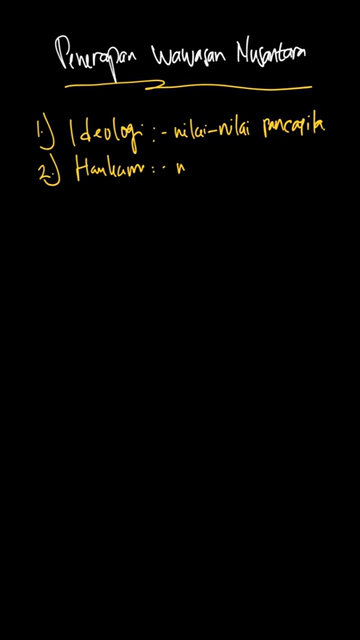 Penerapan Wawasan Nusantara
1.) Ideologi :- nilai-nilai pancasila
2.) Hankam :- n